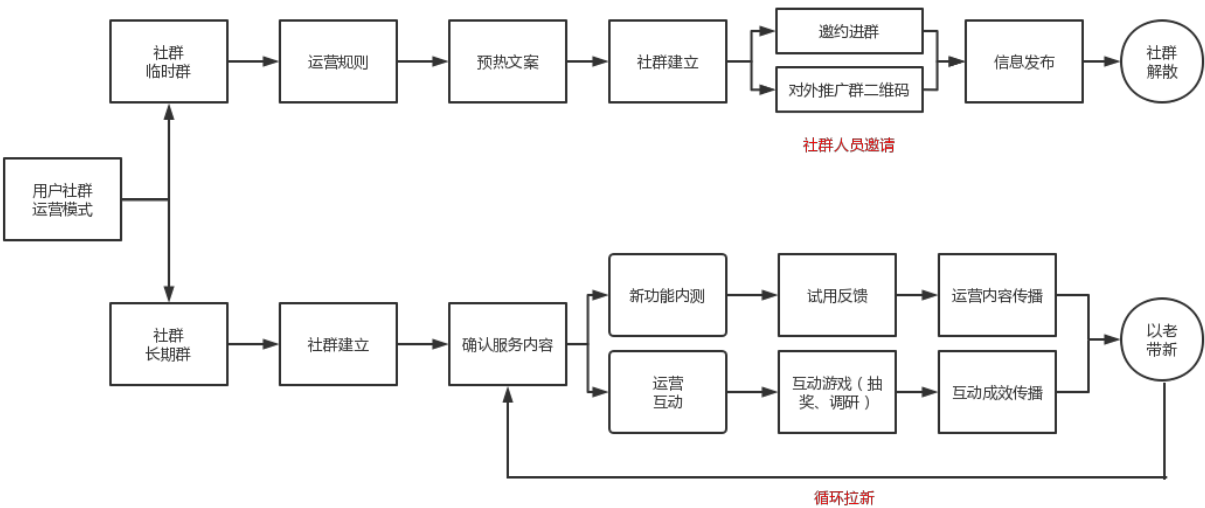 社群
临时群
运营规则
预热文案
社群建立
邀约进群
对外推广群二维码
信息发布
社群
解散
社群人员邀请
用户社群
运营模式
社群
长期群
社群建立
确认服务内容
新功能内测
试用反馈
运营内容传播
运营
互动
互动游戏（抽
奖、调研）
互动成效传播
以老
带新
循环拉新